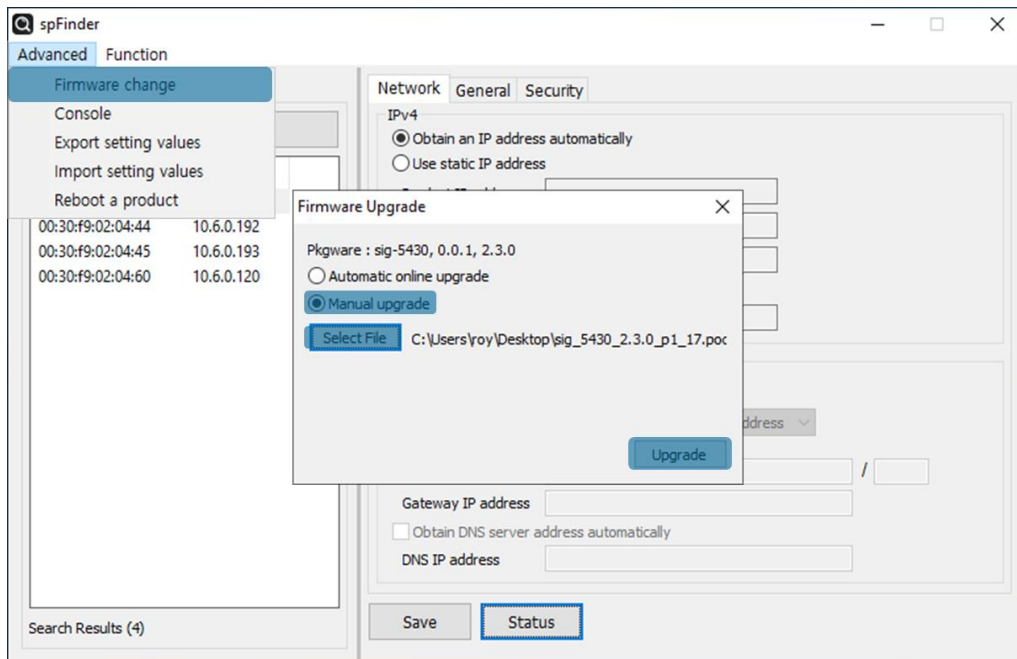 spFinder
Advanced Function
Firmware change
Console
Export setting values
Import setting values
Reboot a product
00:30:f9:02:04:44 10.6.0.192
00:30:f9:02:04:45 10.6.0.193
00:30:f9:02:04:60 10.6.0.120
Search Results (4)
Network General Security
IPv4
Obtain an IP address automatically
Use static IP address
Firmware Upgrade
Pkgware : sig-5430, 0.0.1, 2.3.0
Automatic online upgrade
Manual upgrade
Select File C:\Users\roy\Desktop\sig_5430_2.3.0_p1_17.poc
Upgrade
ddress
/
Gateway IP address
Obtain DNS server address automatically
DNS IP address
Save Status